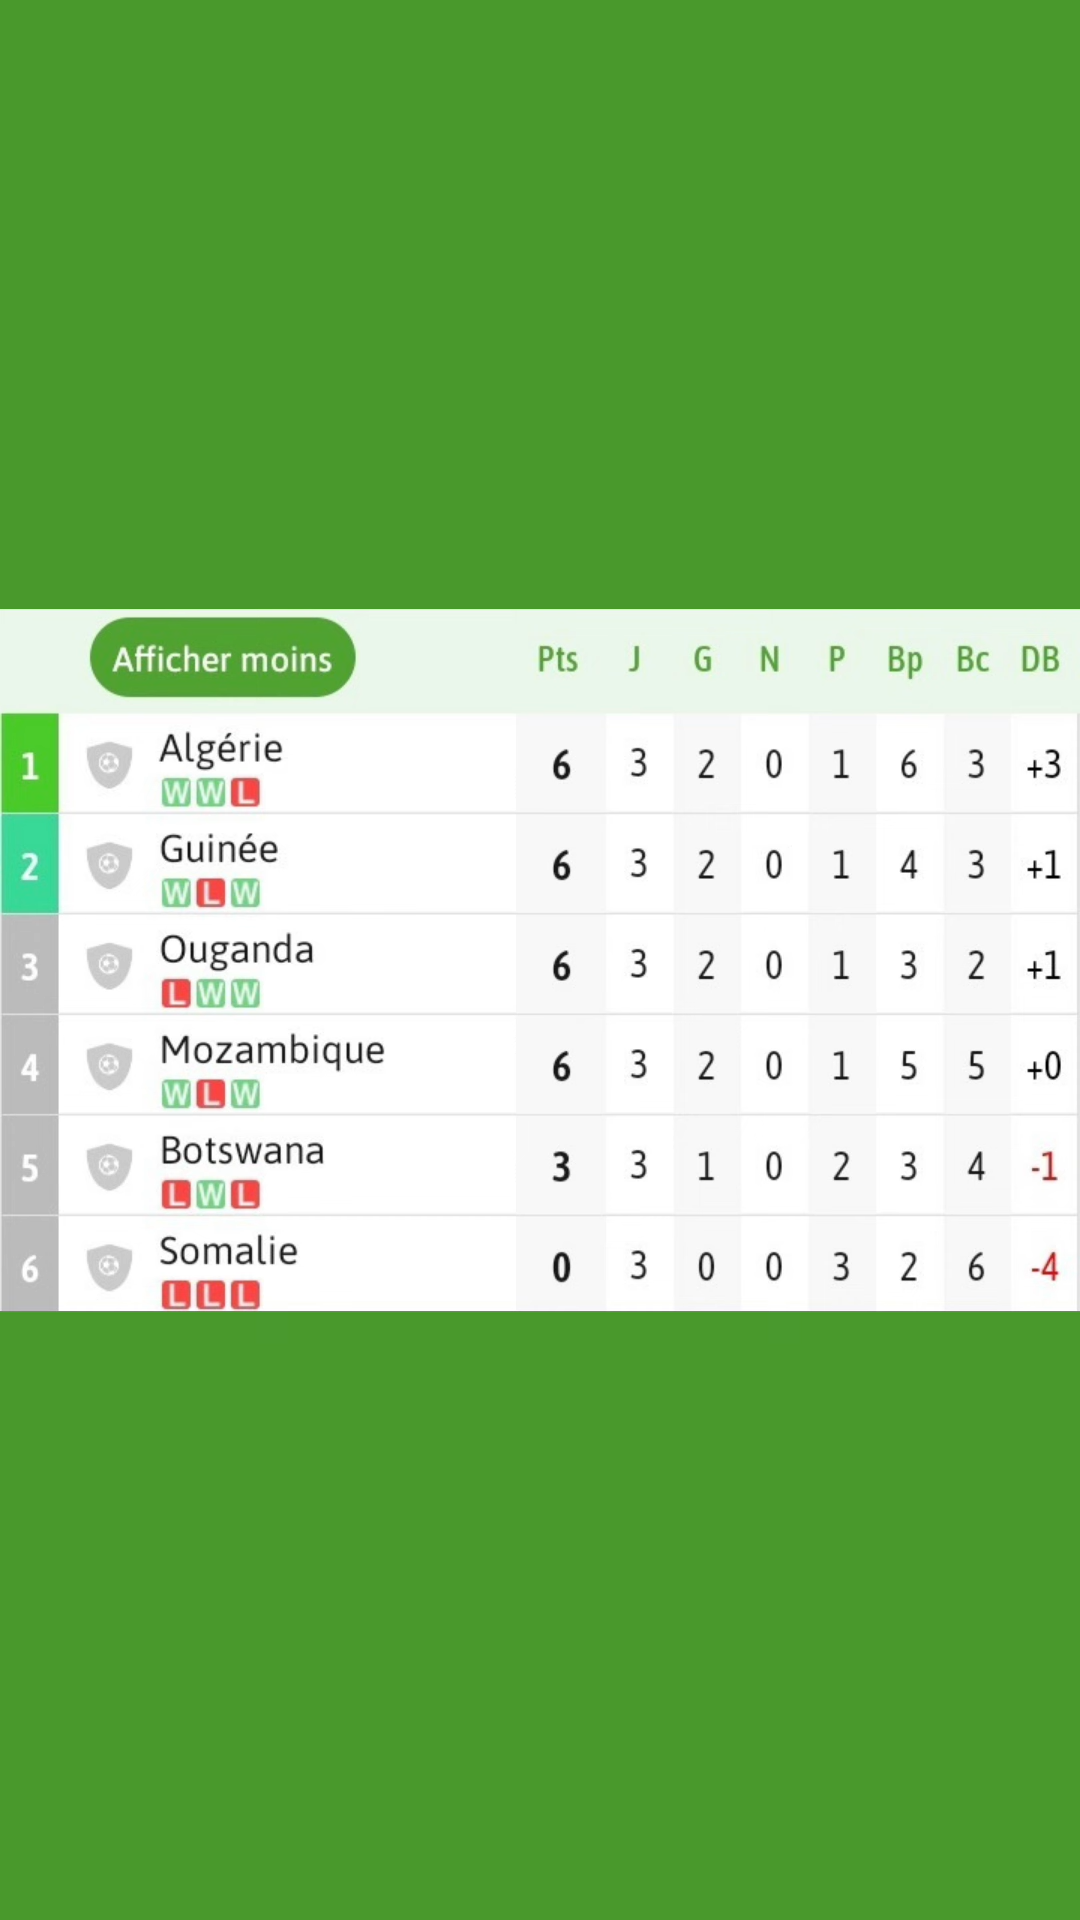 Afficher moins Pts J G N P Bp Bc DB
1 Algérie 6 3 2 0 1 6 3 +3
W W L
2 Guinée 6 3 2 0 1 4 3 +1
W L W
3 Ouganda 6 3 2 0 1 3 2 +1
L W W
4 Mozambique 6 3 2 0 1 5 5 +0
W L W
5 Botswana 3 3 1 0 2 3 4 -1
L W L
6 Somalie 0 3 0 0 3 2 6 -4
L L L